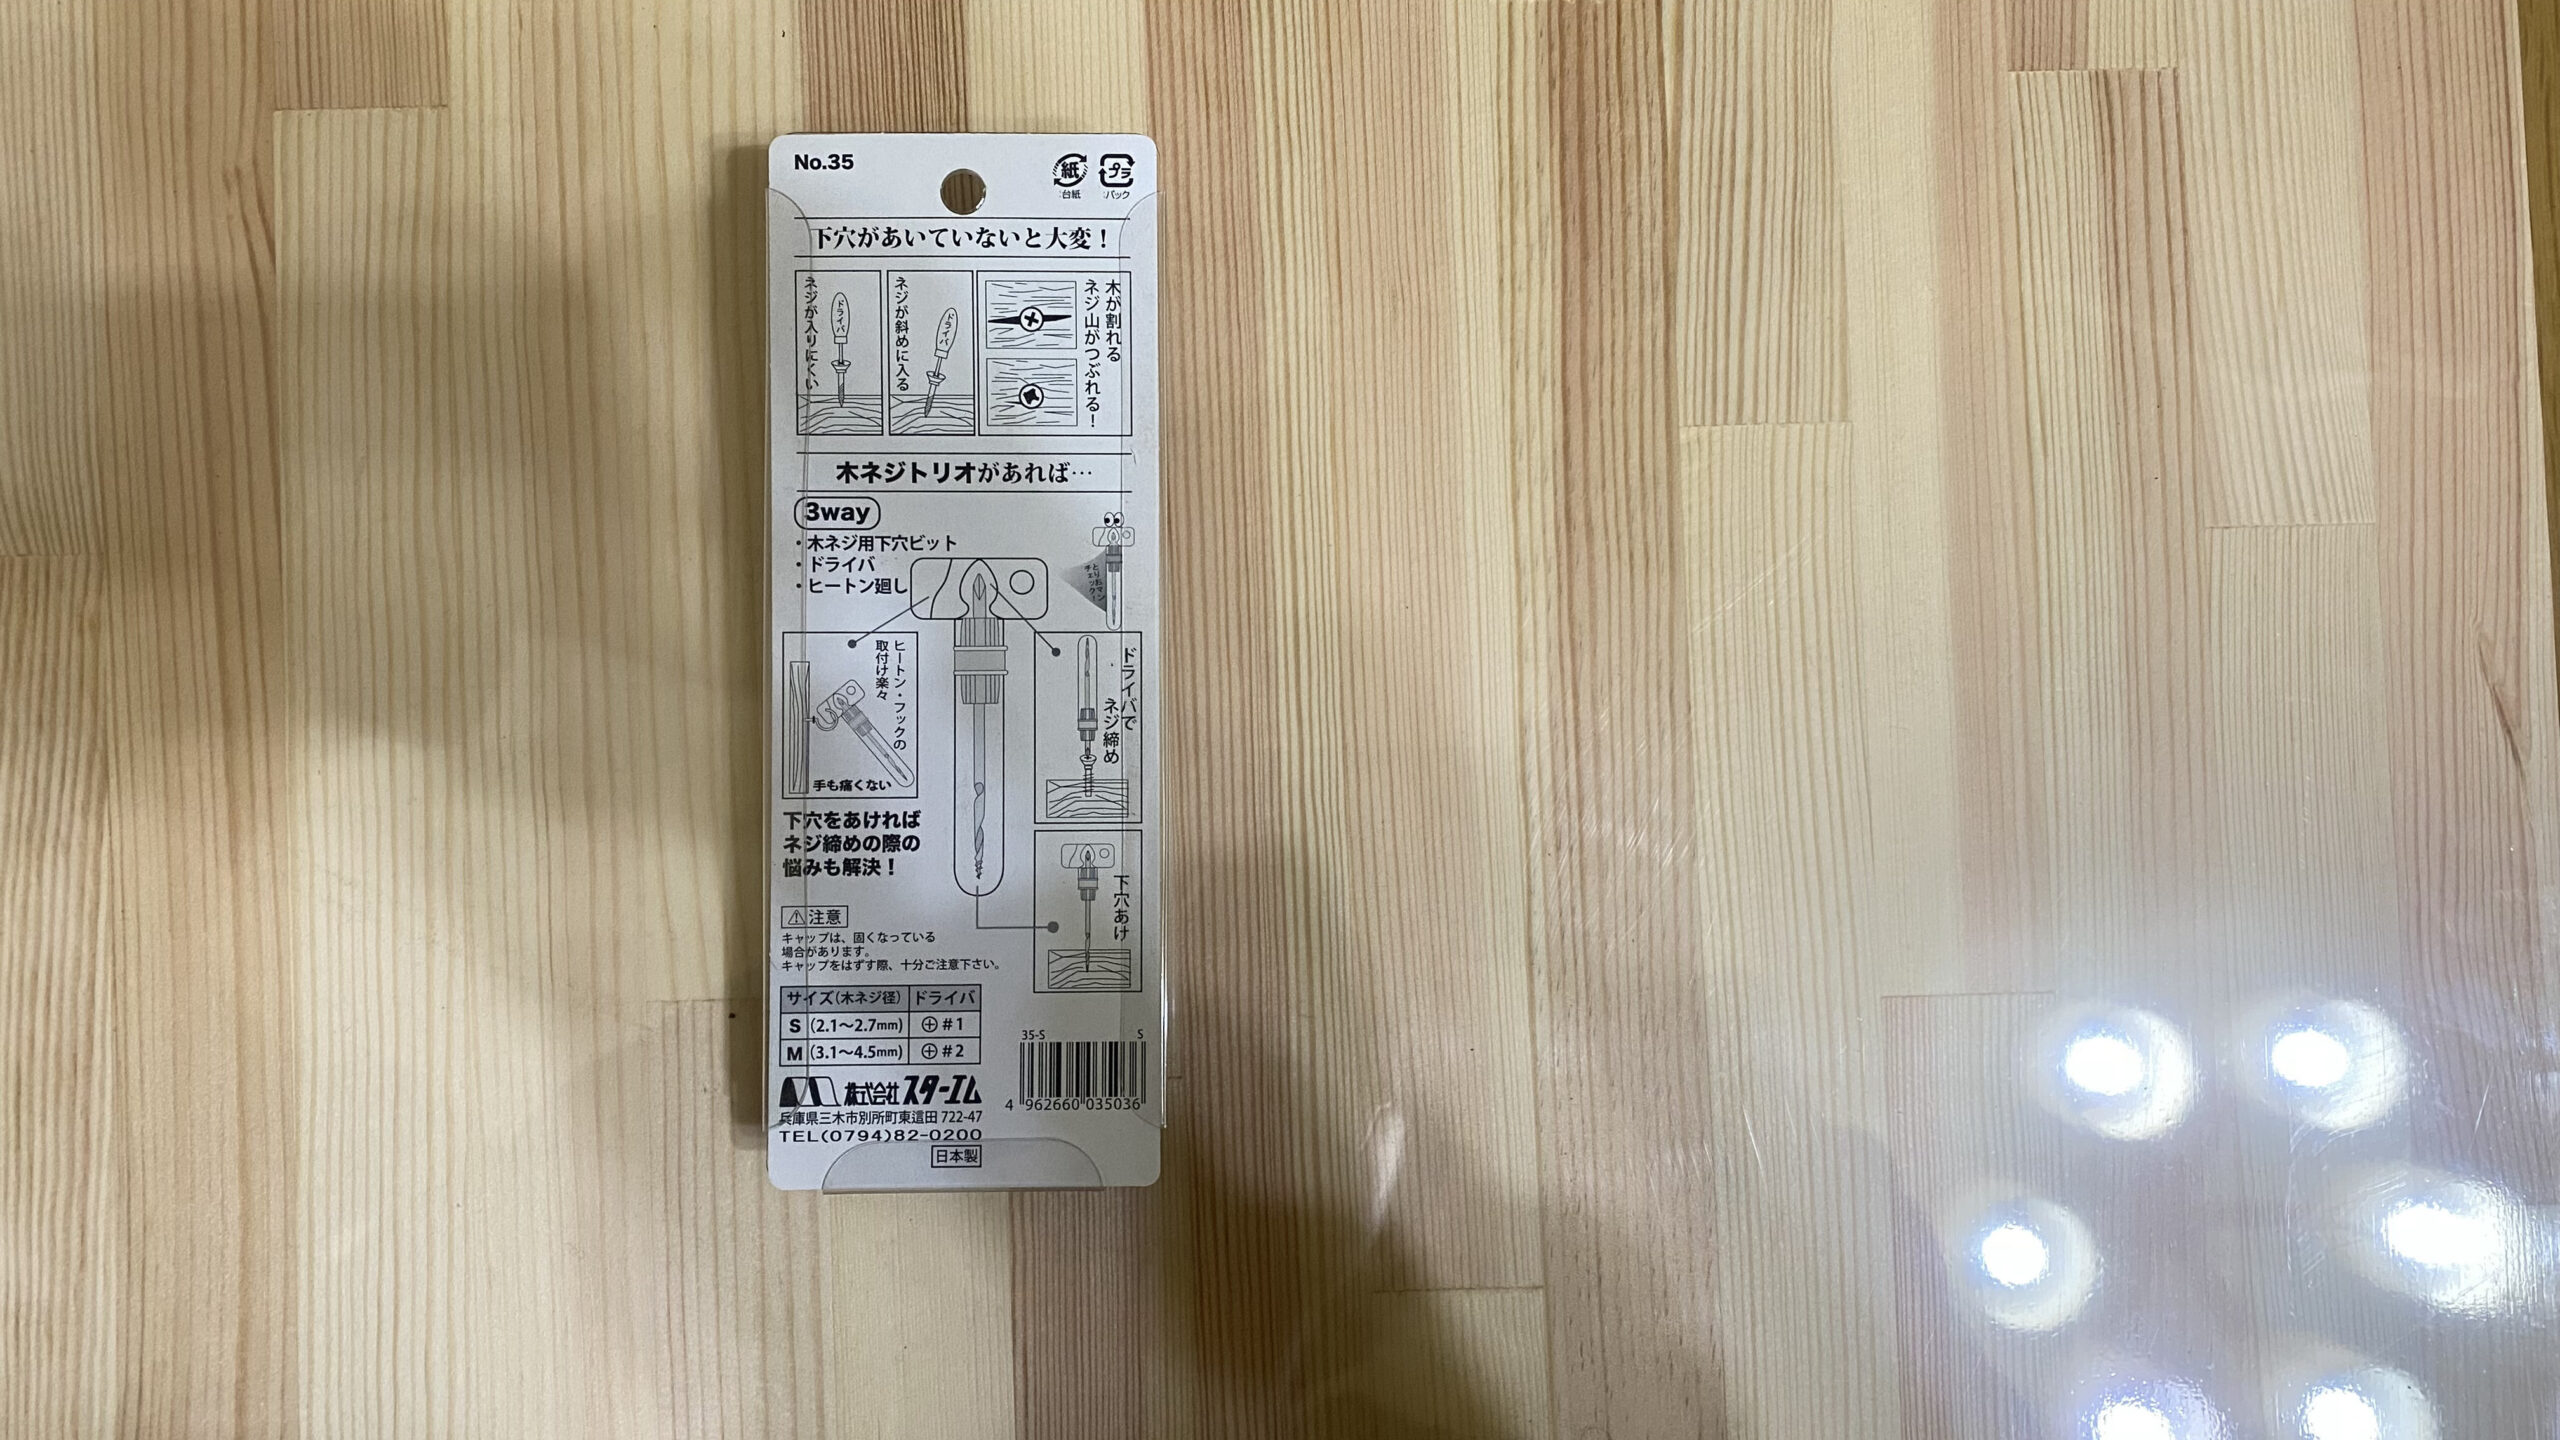 No.35
紙
台紙
プラ
パック
下穴があいていないと大変！
ネジが入りにくい
ドライバ
ネジが斜めに入る
ドライバ
木が割れる
ネジ山がつぶれる！
木ネジトリオがあれば…
3way
・木ネジ用下穴ビット
・ドライバ
・ヒートン廻し
とりおマン
チェック！
ヒートン・フックの
取付け楽々
手も痛くない
ドライバで
ネジ締め
下穴をあければ
ネジ締めの際の
悩みも解決！
下穴あけ
注意
キャップは、固くなっている
場合があります。
キャップをはずす際、十分ご注意下さい。
サイズ(木ネジ径) ドライバ
S (2.1〜2.7mm) ⊕#1
M (3.1〜4.5mm) ⊕#2
35-S S
4 962660 035036
株式会社スターエム
兵庫県三木市別所町東這田 722-47
TEL(0794)82-0200
日本製